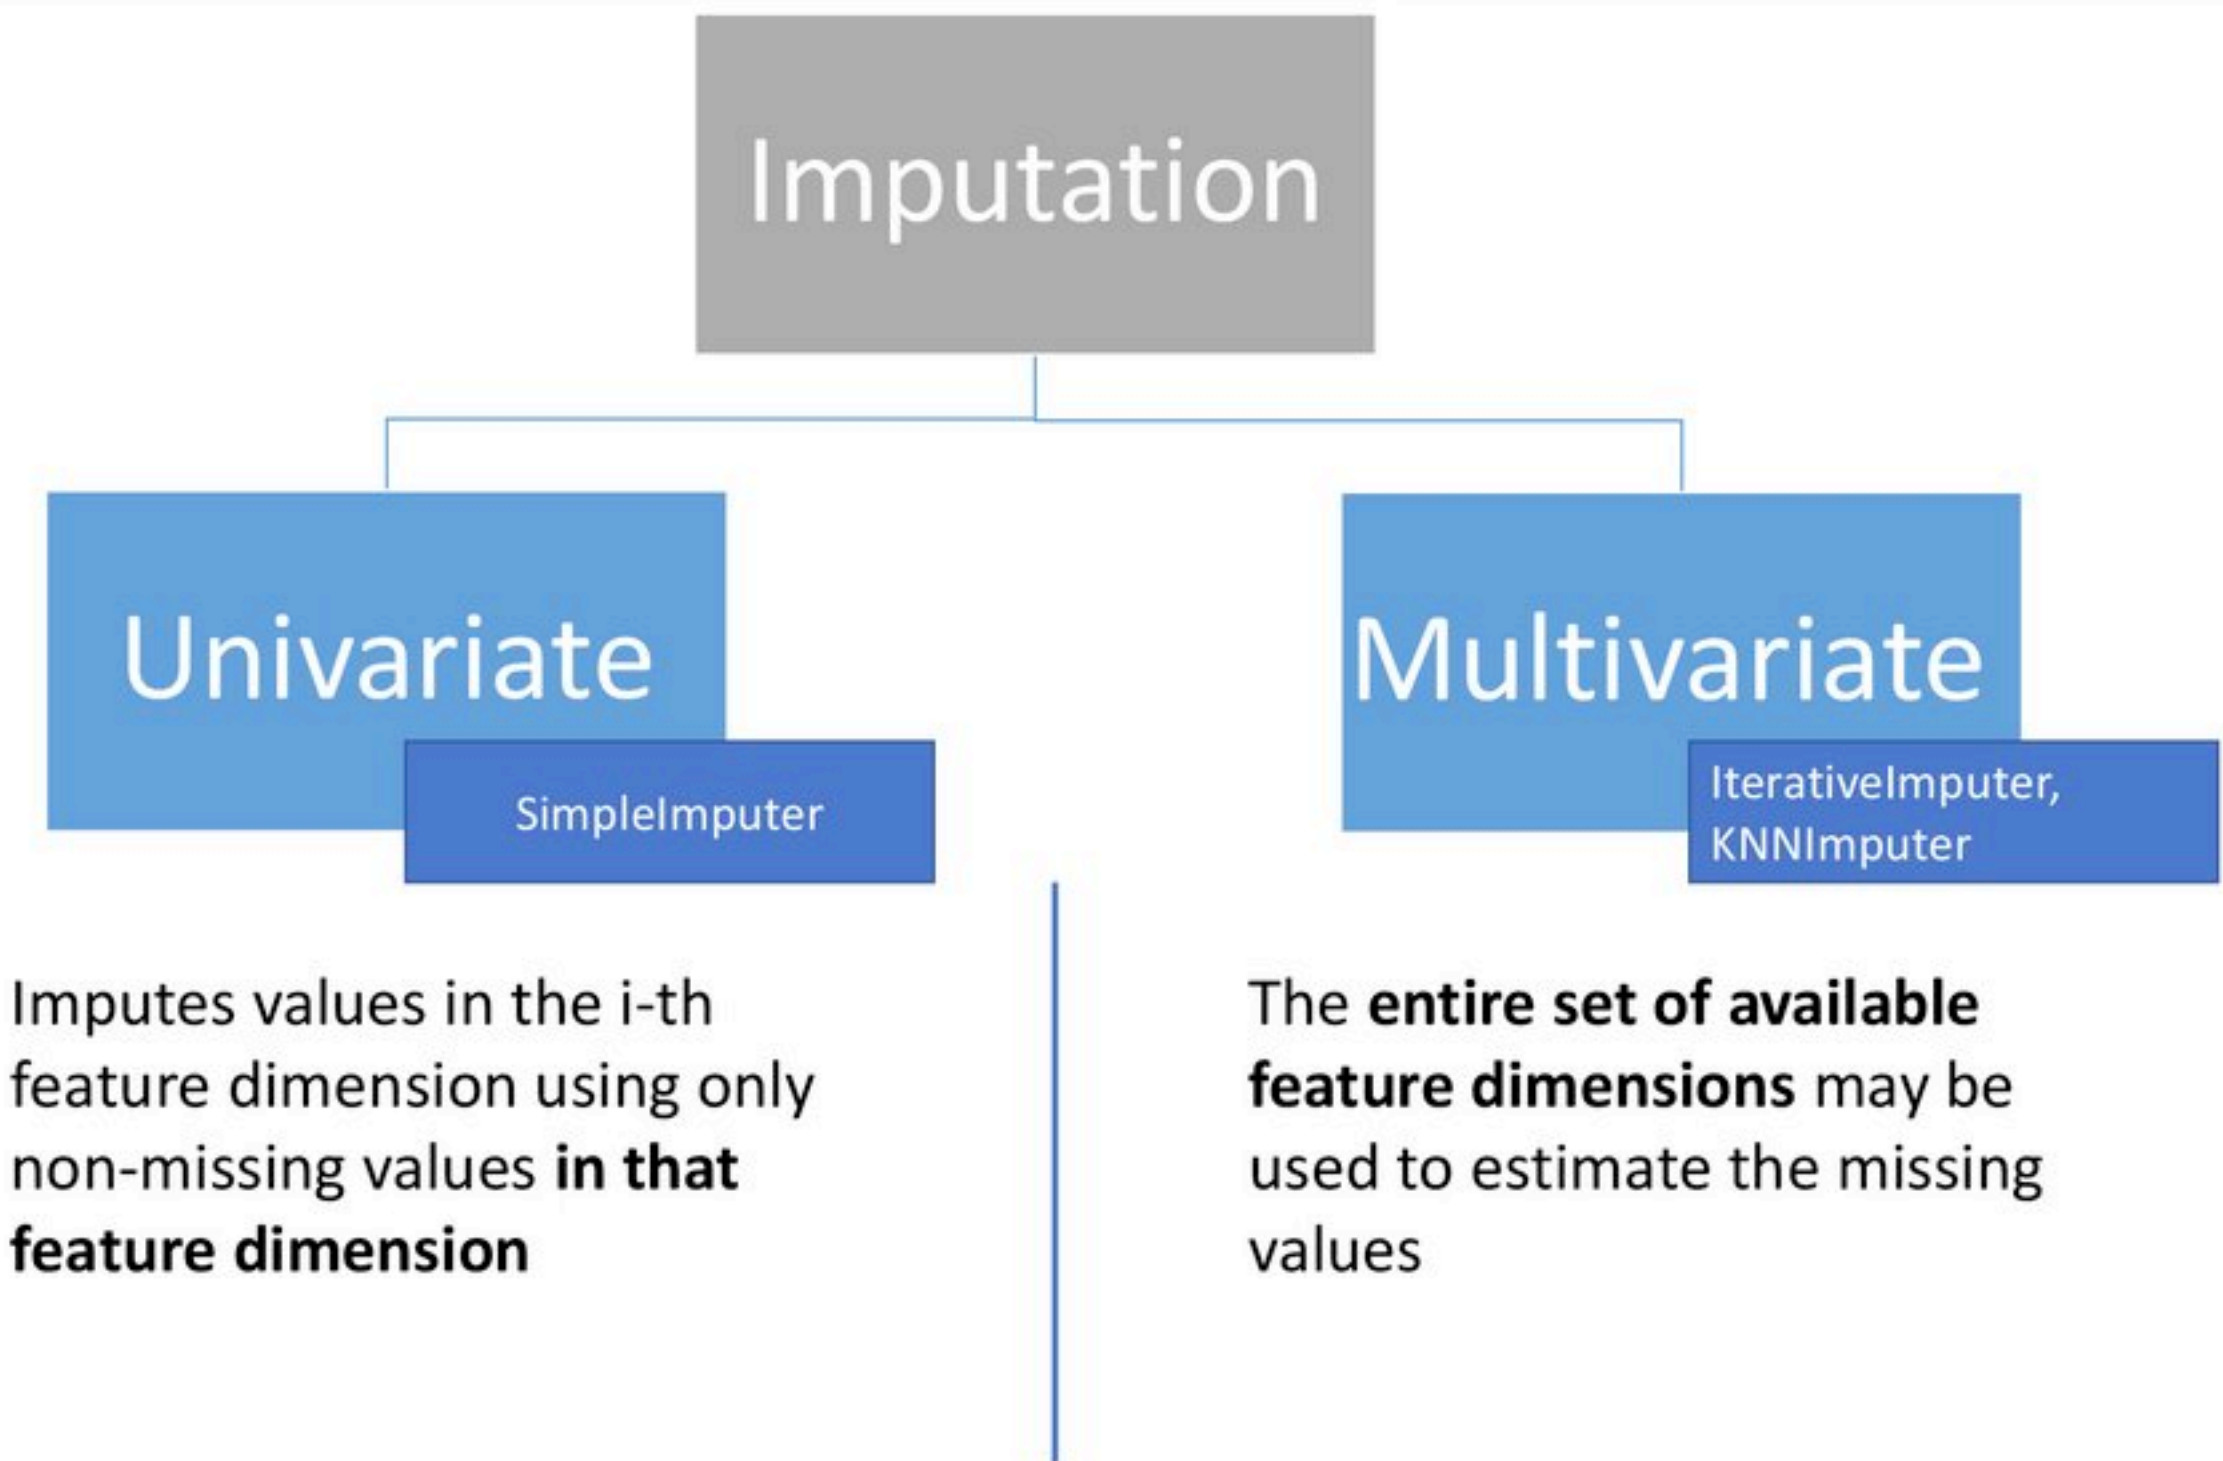 Imputation
Univariate
SimpleImputer
Multivariate
IterativeImputer,
KNNImputer
Imputes values in the i-th
feature dimension using only
non-missing values in that
feature dimension
The entire set of available
feature dimensions may be
used to estimate the missing
values